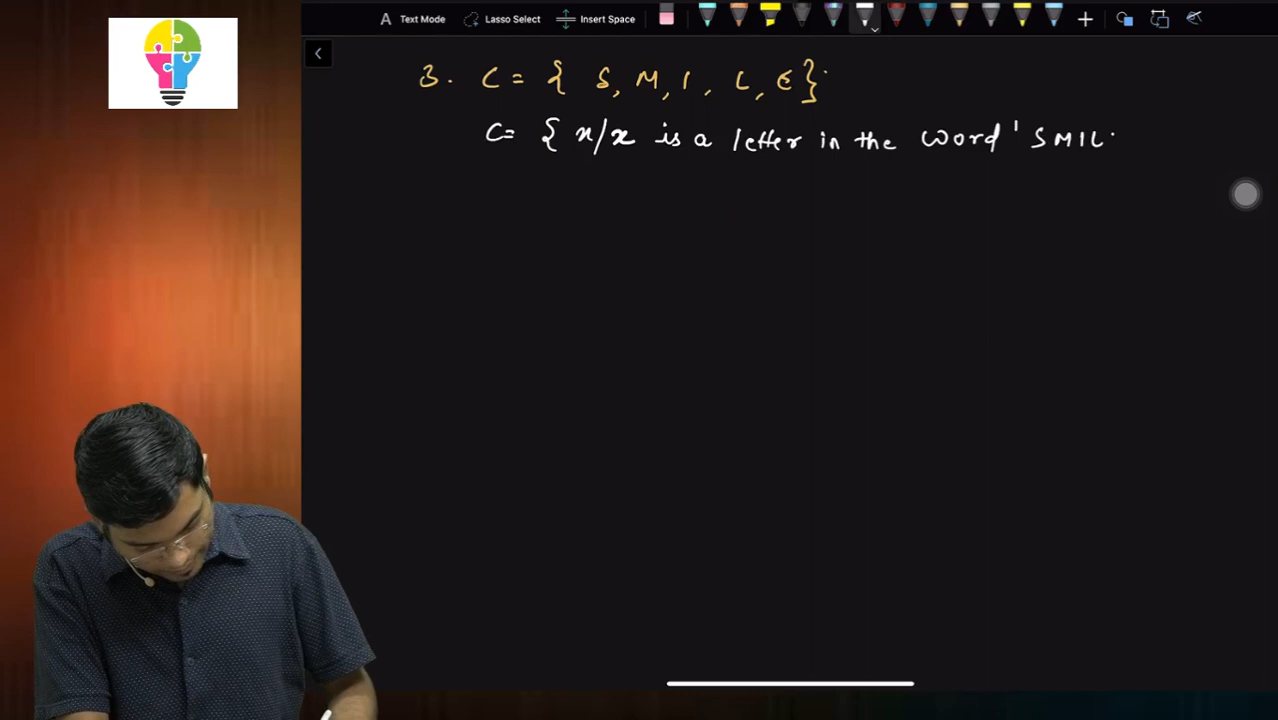 Text Mode Lasso Select Insert Space
3. C = { S, M, I, L, E}
C = { x/x is a letter in the word 'SMIL